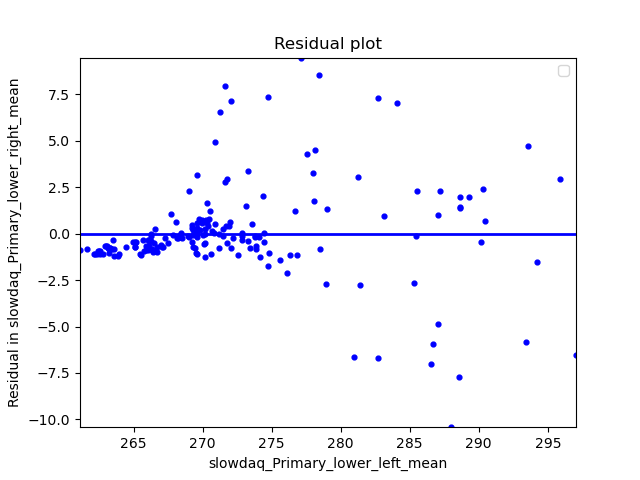 Residual plot
Residual in slowdaq_Primary_lower_right_mean
7.5
5.0
2.5
0.0
−2.5
−5.0
−7.5
−10.0
265 270 275 280 285 290 295
slowdaq_Primary_lower_left_mean